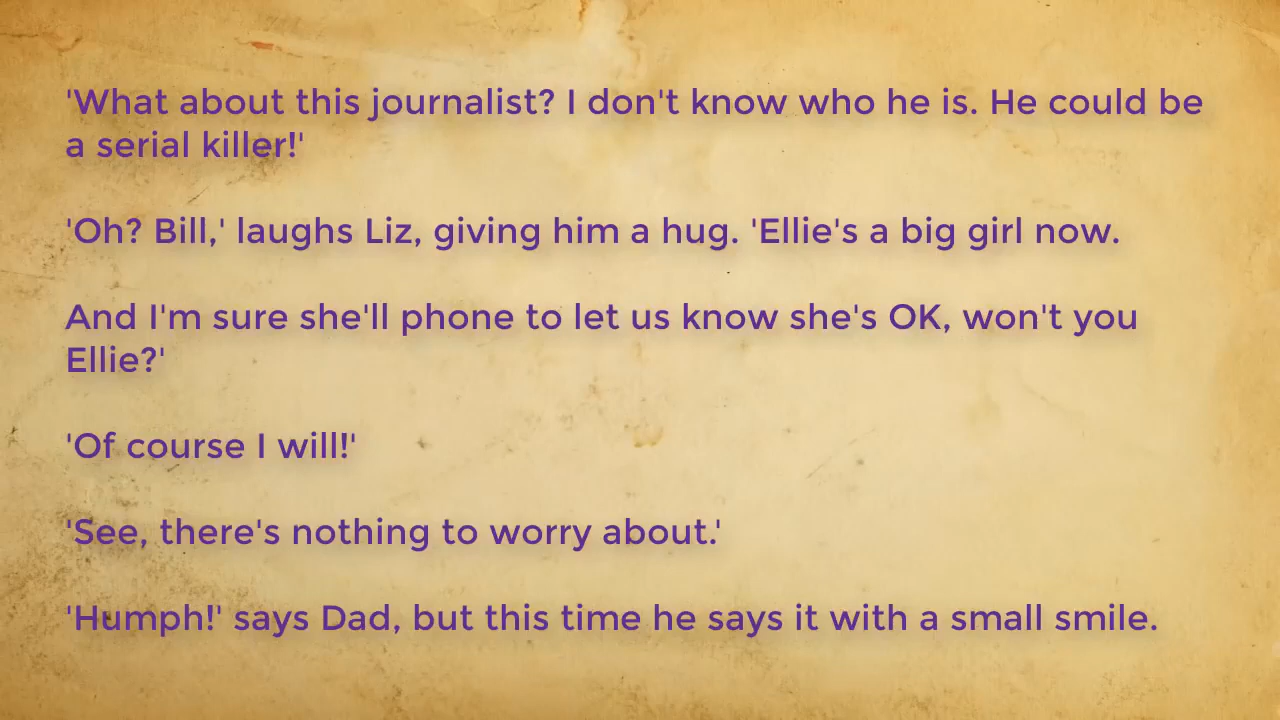 'What about this journalist? I don't know who he is. He could be
a serial killer!'
'Oh? Bill,' laughs Liz, giving him a hug. 'Ellie's a big girl now.
And I'm sure she'll phone to let us know she's OK, won't you
Ellie?'
'Of course I will!'
'See, there's nothing to worry about.'
'Humph!' says Dad, but this time he says it with a small smile.